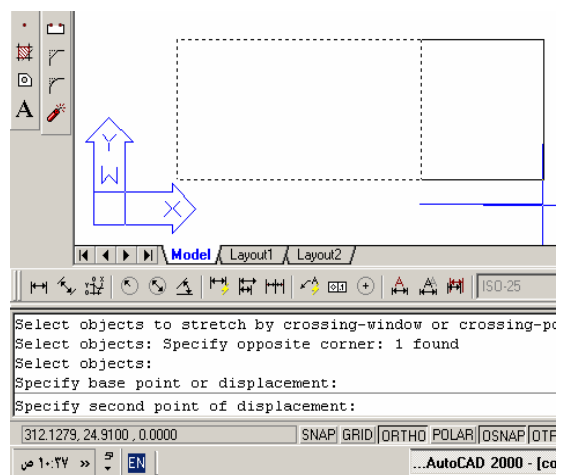 A
Y
W
X
Model Layout1 Layout2
ISO-25
Select objects to stretch by crossing-window or crossing-po
Select objects: Specify opposite corner: 1 found
Select objects:
Specify base point or displacement:
Specify second point of displacement:
312.1279, 24.9100 , 0.0000 SNAP GRID ORTHO POLAR OSNAP OTF
١٠:٣٧ ص » EN ...AutoCAD 2000 - [co